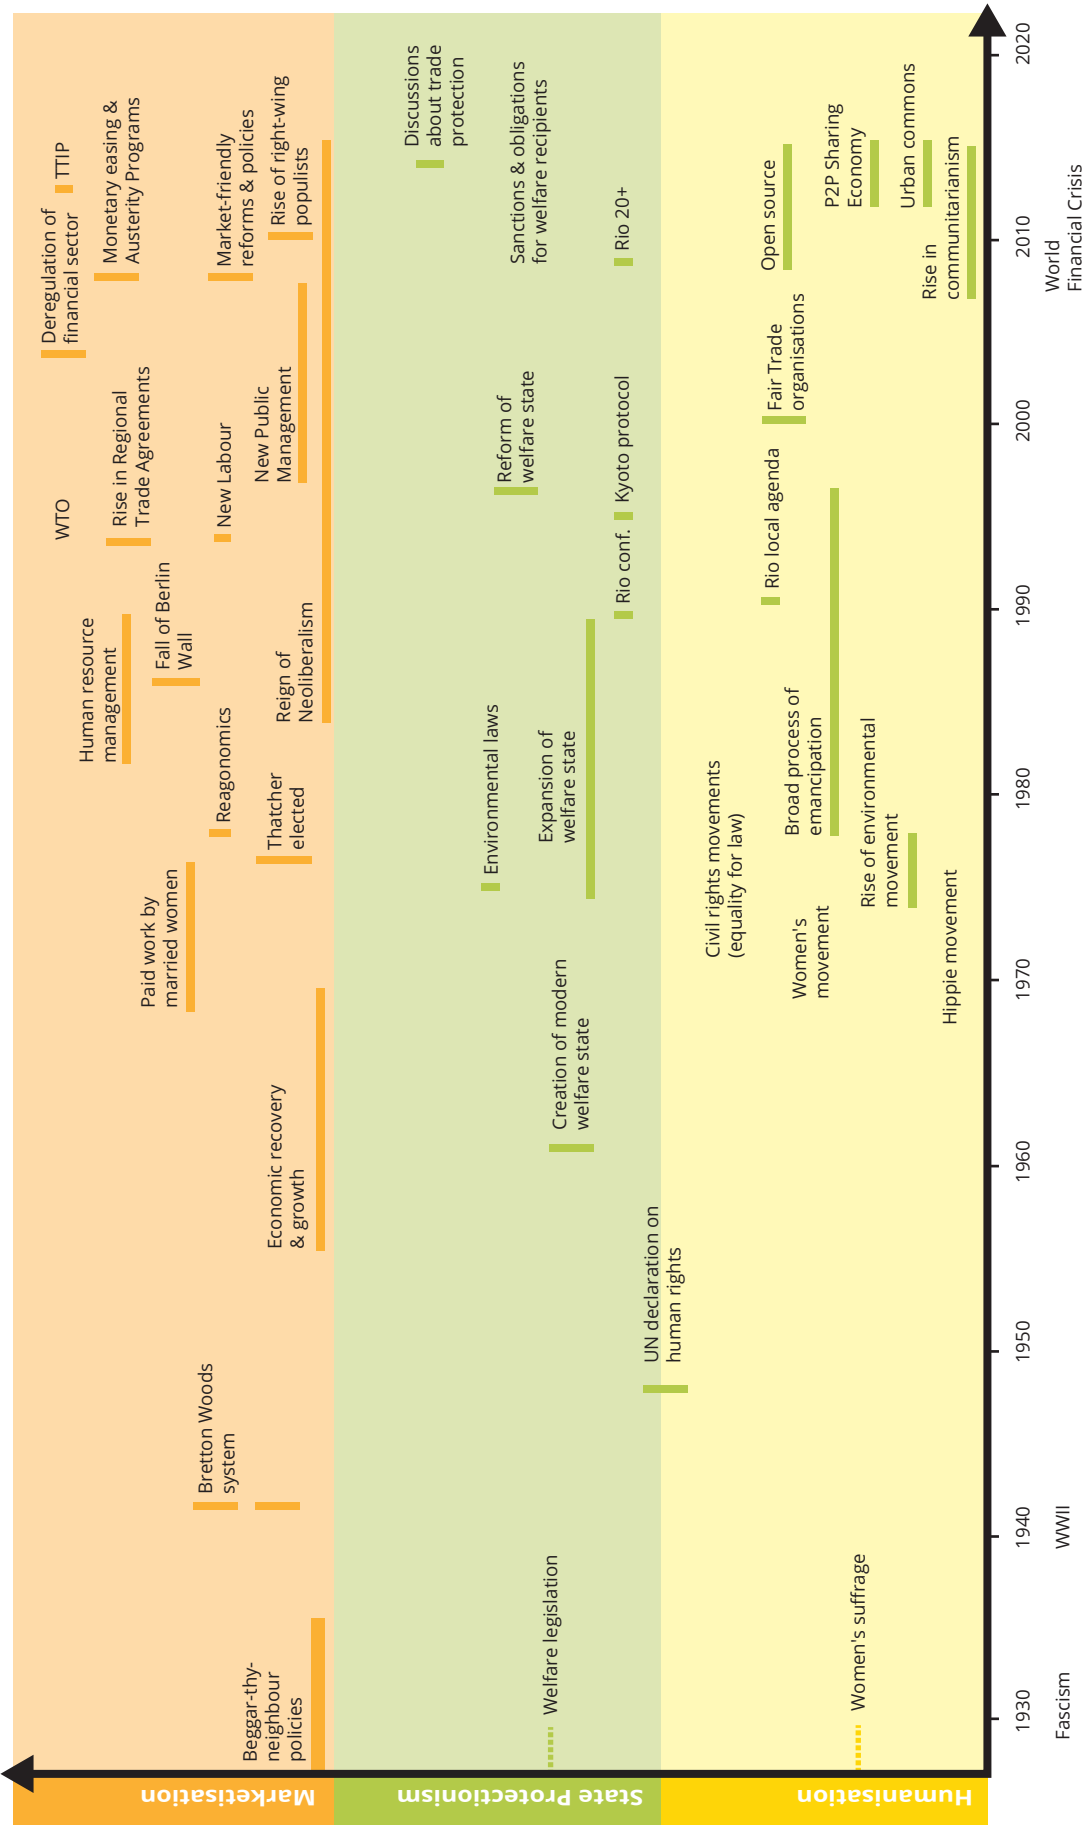 Marketisation
Beggar-thy-
neighbour
policies
Bretton Woods
system
Economic recovery
& growth
Paid work by
married women
Thatcher
elected
Reagonomics
Human resource
management
Fall of Berlin
Wall
Reign of
Neoliberalism
WTO
Rise in Regional
Trade Agreements
New Labour
New Public
Management
Deregulation of
financial sector
Monetary easing &
Austerity Programs
Market-friendly
reforms & policies
Rise of right-wing
populists
TTIP
State Protectionism
Welfare legislation
UN declaration on
human rights
Creation of modern
welfare state
Environmental laws
Expansion of
welfare state
Rio conf.
Kyoto protocol
Reform of
welfare state
Rio 20+
Sanctions & obligations
for welfare recipients
Discussions
about trade
protection
Humanisation
Women's suffrage
Hippie movement
Women's
movement
Civil rights movements
(equality for law)
Rise of environmental
movement
Broad process of
emancipation
Rio local agenda
Fair Trade
organisations
Open source
Rise in
communitarianism
P2P Sharing
Economy
Urban commons
1930
1940
1950
1960
1970
1980
1990
2000
2010
2020
Fascism
WWII
World
Financial Crisis